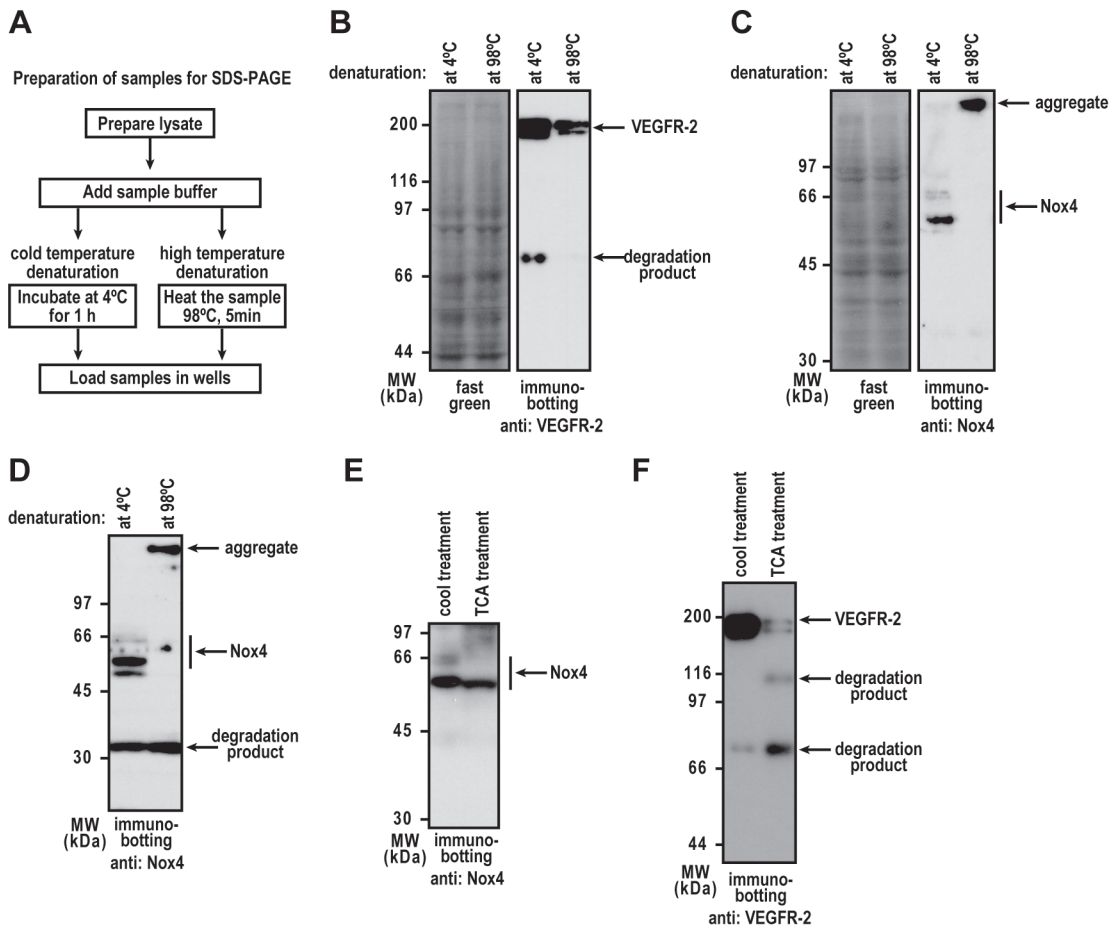 A
Preparation of samples for SDS-PAGE
Prepare lysate
Add sample buffer
cold temperature
denaturation
high temperature
denaturation
Incubate at 4ºC
for 1 h
Heat the sample
98ºC, 5min
Load samples in wells
B
denaturation:
at 4ºC
at 98ºC
at 4ºC
at 98ºC
200
116
97
66
44
MW
(kDa)
VEGFR-2
degradation
product
fast
green
immuno-
botting
anti: VEGFR-2
C
denaturation:
at 4ºC
at 98ºC
at 4ºC
at 98ºC
97
66
45
30
MW
(kDa)
aggregate
Nox4
fast
green
immuno-
botting
anti: Nox4
D
denaturation:
at 4ºC
at 98ºC
97
66
45
30
MW
(kDa)
aggregate
Nox4
degradation
product
immuno-
botting
anti: Nox4
E
cool treatment
TCA treatment
97
66
45
30
MW
(kDa)
Nox4
immuno-
botting
anti: Nox4
F
cool treatment
TCA treatment
200
116
97
66
44
MW
(kDa)
VEGFR-2
degradation
product
degradation
product
immuno-
botting
anti: VEGFR-2